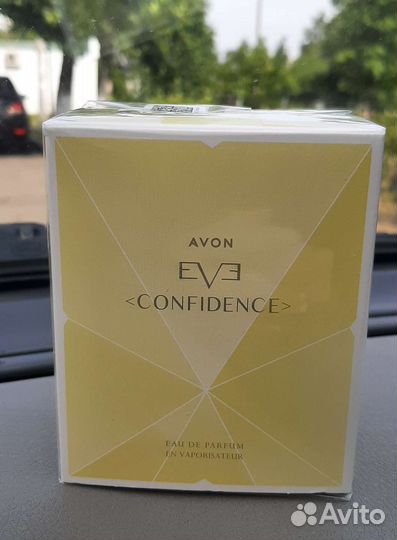 AVON
EVE
<CONFIDENCE>
EAU DE PARFUM
EN VAPORISATEUR
Avito